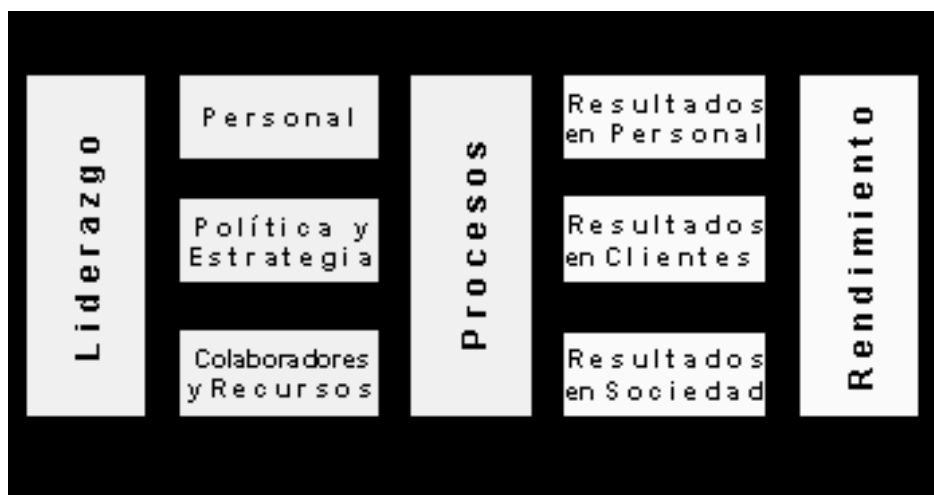 Liderazgo
Personal
Política y
Estrategia
Colaboradores
y Recursos
Procesos
Resultados
en Personal
Resultados
en Clientes
Resultados
en Sociedad
Rendimiento